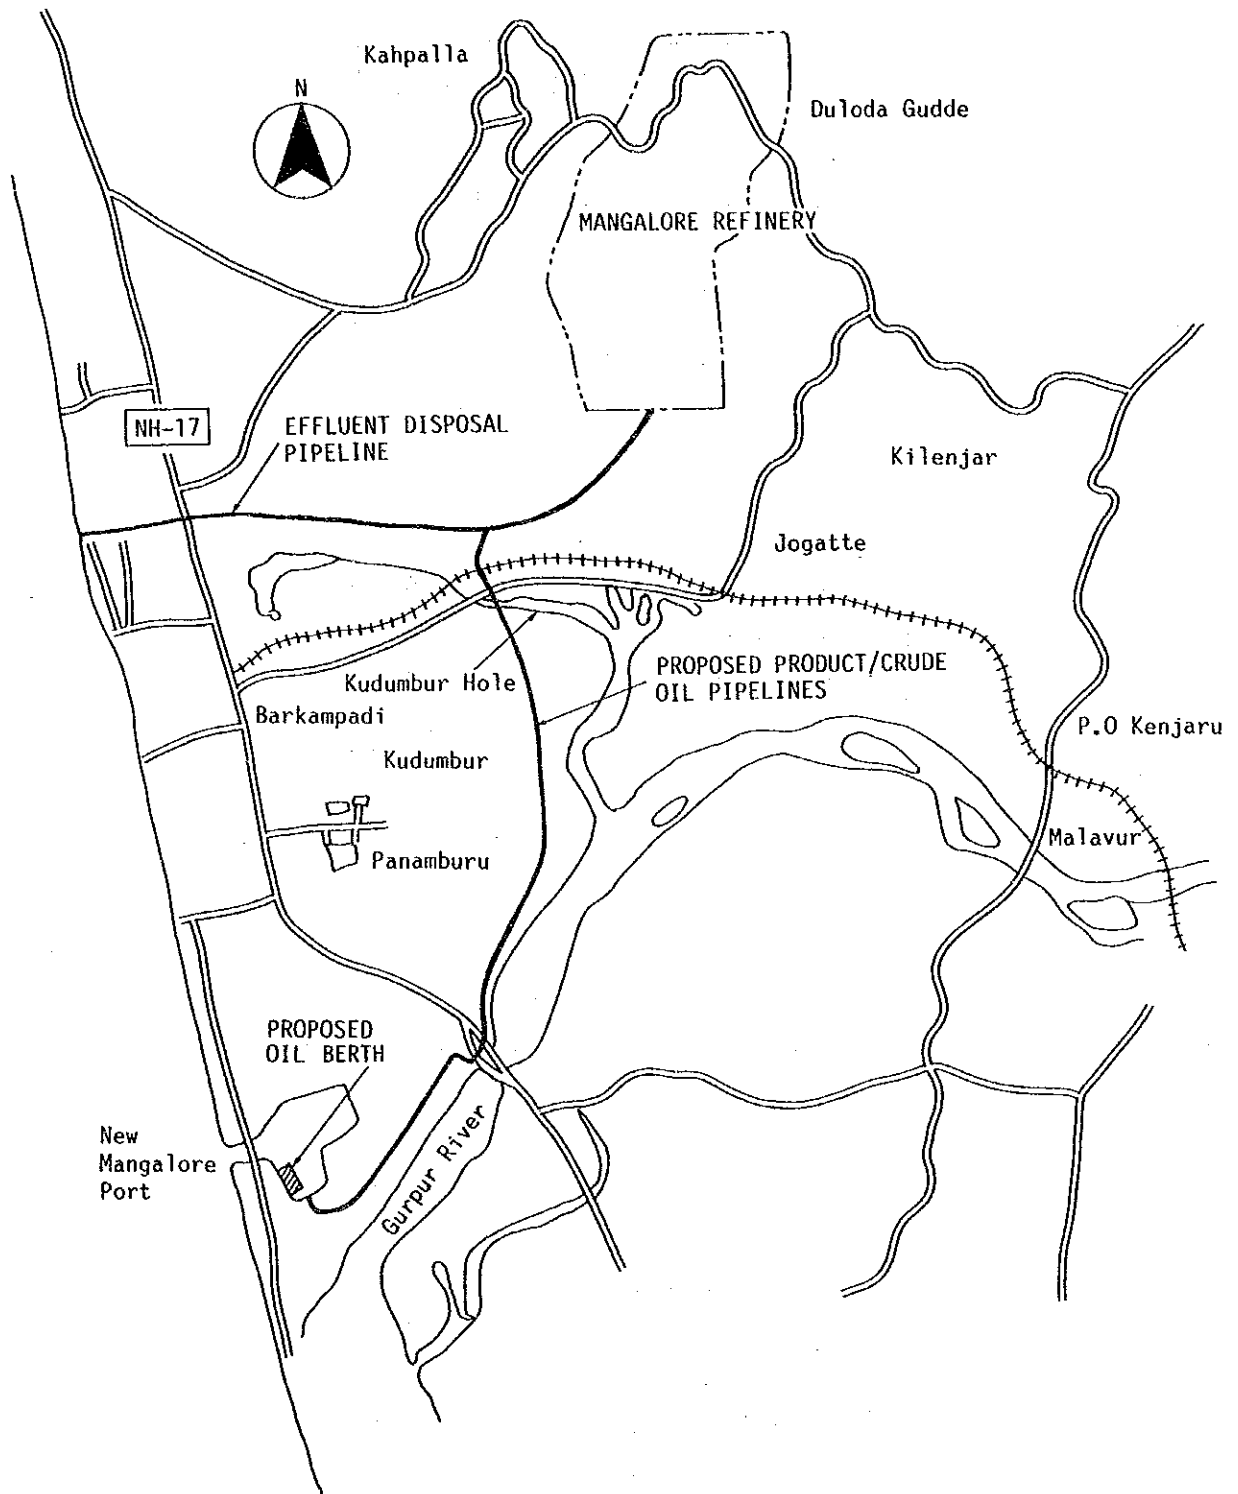 Kahpalla
N
Duloda Gudde
MANGALORE REFINERY
NH-17
EFFLUENT DISPOSAL
PIPELINE
Kilenjar
Jogatte
Kudumbur Hole
PROPOSED PRODUCT/CRUDE
OIL PIPELINES
Barkampadi
P.O Kenjaru
Kudumbur
Malavur
Panamburu
PROPOSED
OIL BERTH
New
Mangalore
Port
Gurpur River